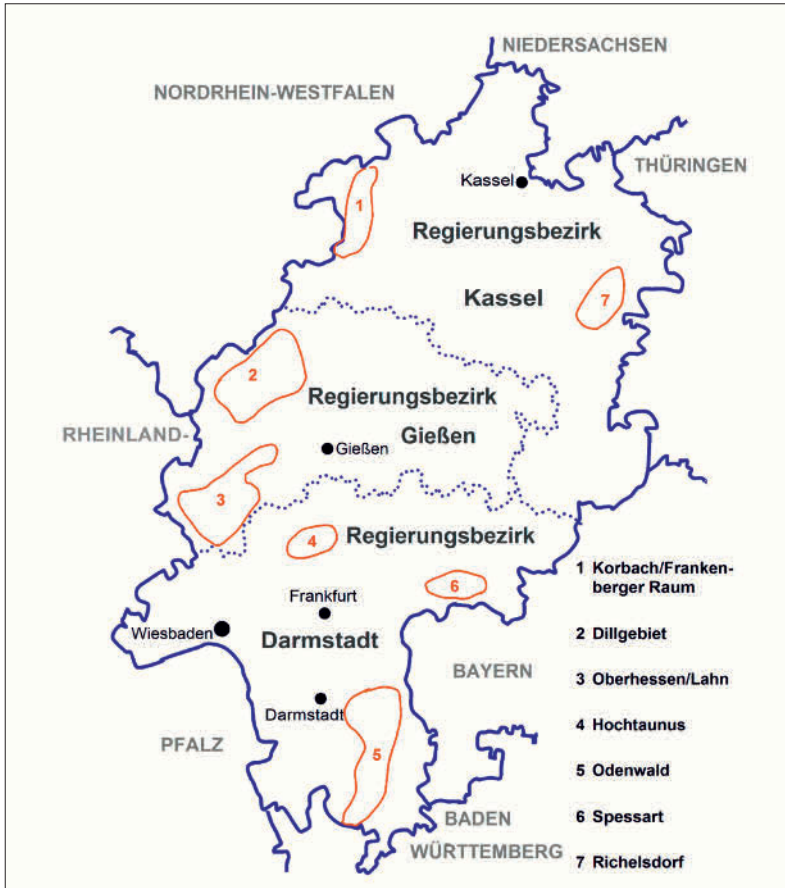 NIEDERSACHSEN
NORDRHEIN-WESTFALEN
THÜRINGEN
Kassel
1
Regierungsbezirk
Kassel
7
2
Regierungsbezirk
Gießen
RHEINLAND-
Gießen
3
Regierungsbezirk
4
6
Frankfurt
Wiesbaden
Darmstadt
BAYERN
Darmstadt
PFALZ
5
BADEN
WÜRTTEMBERG
1 Korbach/Franken-
berger Raum
2 Dillgebiet
3 Oberhessen/Lahn
4 Hochtaunus
5 Odenwald
6 Spessart
7 Richelsdorf